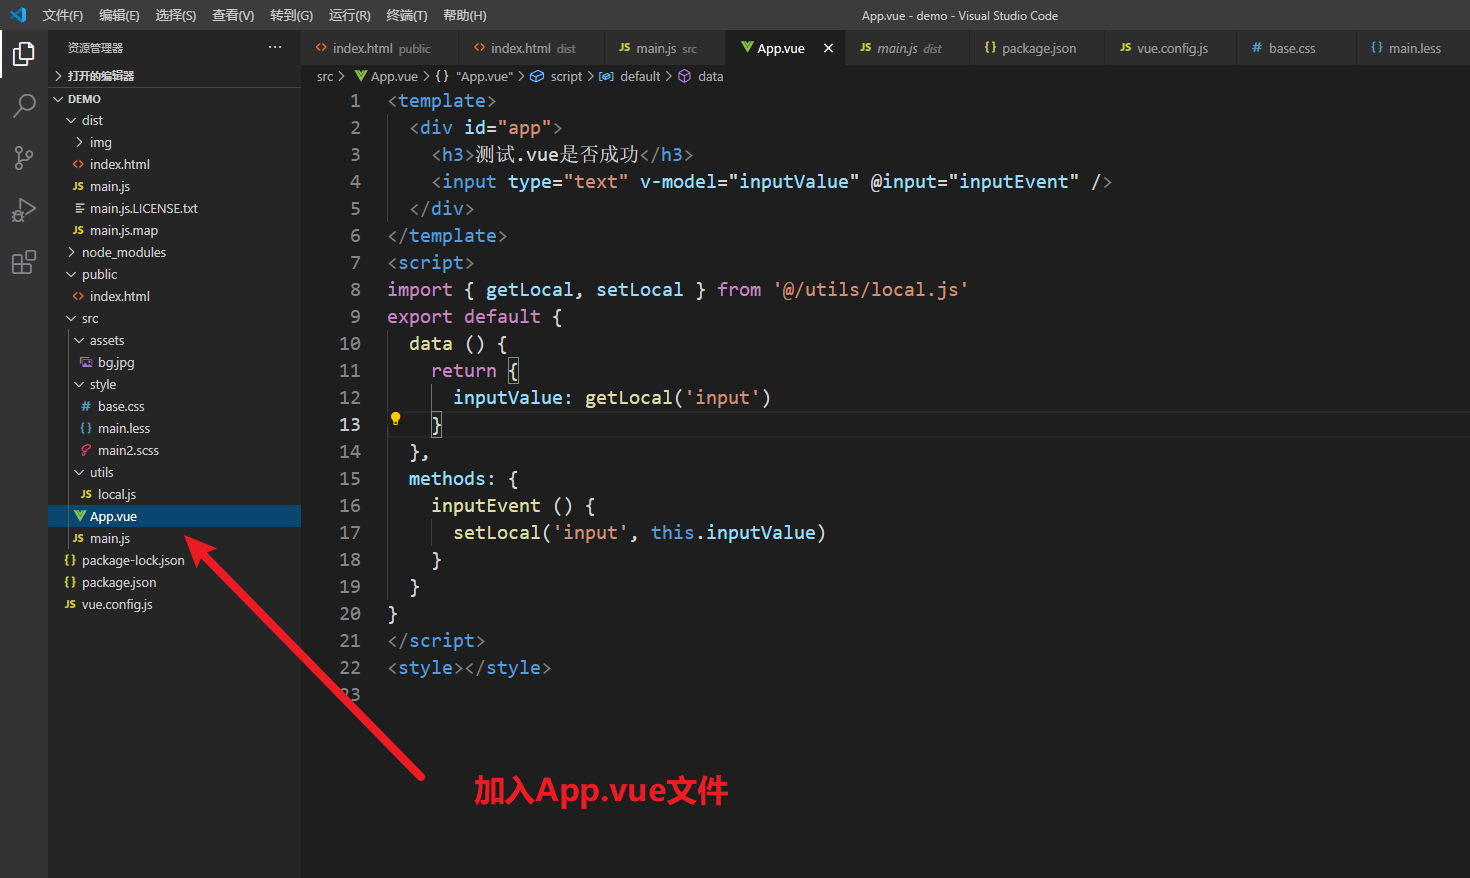 文件(F) 编辑(E) 选择(S) 查看(V) 转到(G) 运行(R) 终端(T) 帮助(H) App.vue - demo - Visual Studio Code
资源管理器 ···
打开的编辑器
DEMO
dist
img
<> index.html
JS main.js
main.js.LICENSE.txt
JS main.js.map
node_modules
public
<> index.html
src
assets
bg.jpg
style
# base.css
{} main.less
main2.scss
utils
JS local.js
App.vue
JS main.js
{} package-lock.json
{} package.json
JS vue.config.js
<> index.html public <> index.html dist JS main.js src App.vue × JS main.js dist {} package.json JS vue.config.js # base.css {} main.less
src > App.vue > {} "App.vue" > script > default > data
1 <template>
2 <div id="app">
3 <h3>测试.vue是否成功</h3>
4 <input type="text" v-model="inputValue" @input="inputEvent" />
5 </div>
6 </template>
7 <script>
8 import { getLocal, setLocal } from '@/utils/local.js'
9 export default {
10 data () {
11 return {
12 inputValue: getLocal('input')
13 }
14 },
15 methods: {
16 inputEvent () {
17 setLocal('input', this.inputValue)
18 }
19 }
20 }
21 </script>
22 <style></style>
23
加入App.vue文件